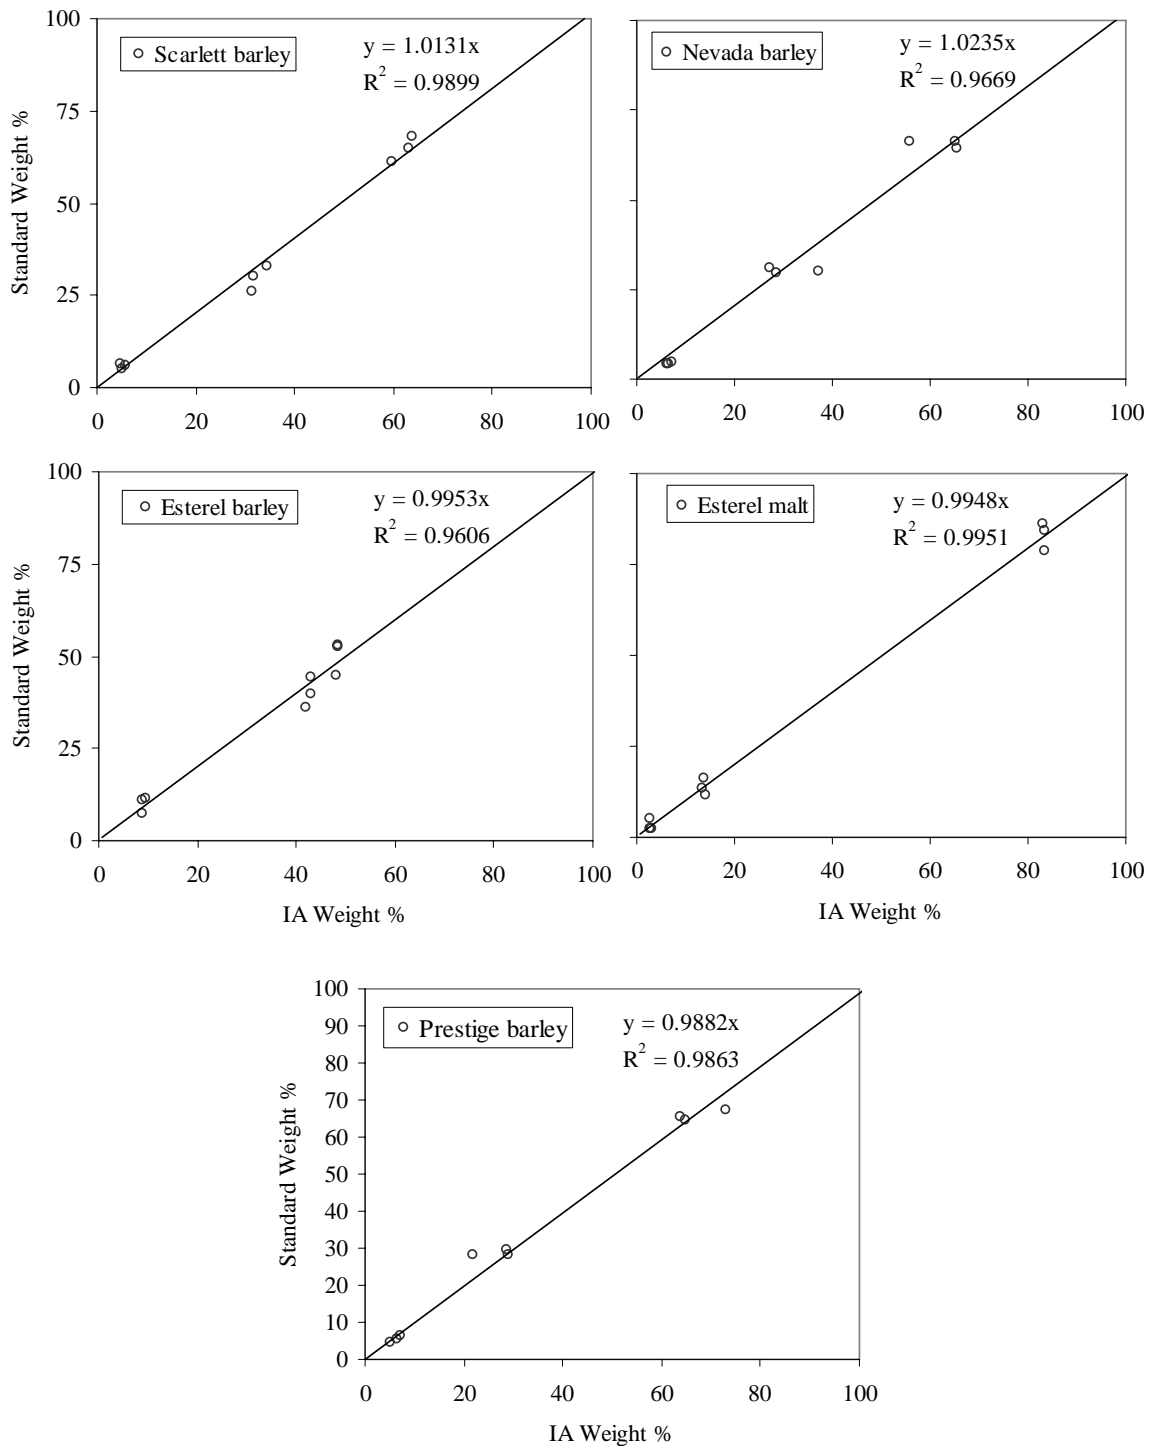 100
75
50
25
0
Standard Weight %
Scarlett barley
y = 1.0131x
R² = 0.9899
0 20 40 60 80 100
Nevada barley
y = 1.0235x
R² = 0.9669
0 20 40 60 80 100
100
75
50
25
0
Standard Weight %
Esterel barley
y = 0.9953x
R² = 0.9606
0 20 40 60 80 100
IA Weight %
Esterel malt
y = 0.9948x
R² = 0.9951
0 20 40 60 80 100
IA Weight %
100
90
80
70
60
50
40
30
20
10
0
Standard Weight %
Prestige barley
y = 0.9882x
R² = 0.9863
0 20 40 60 80 100
IA Weight %